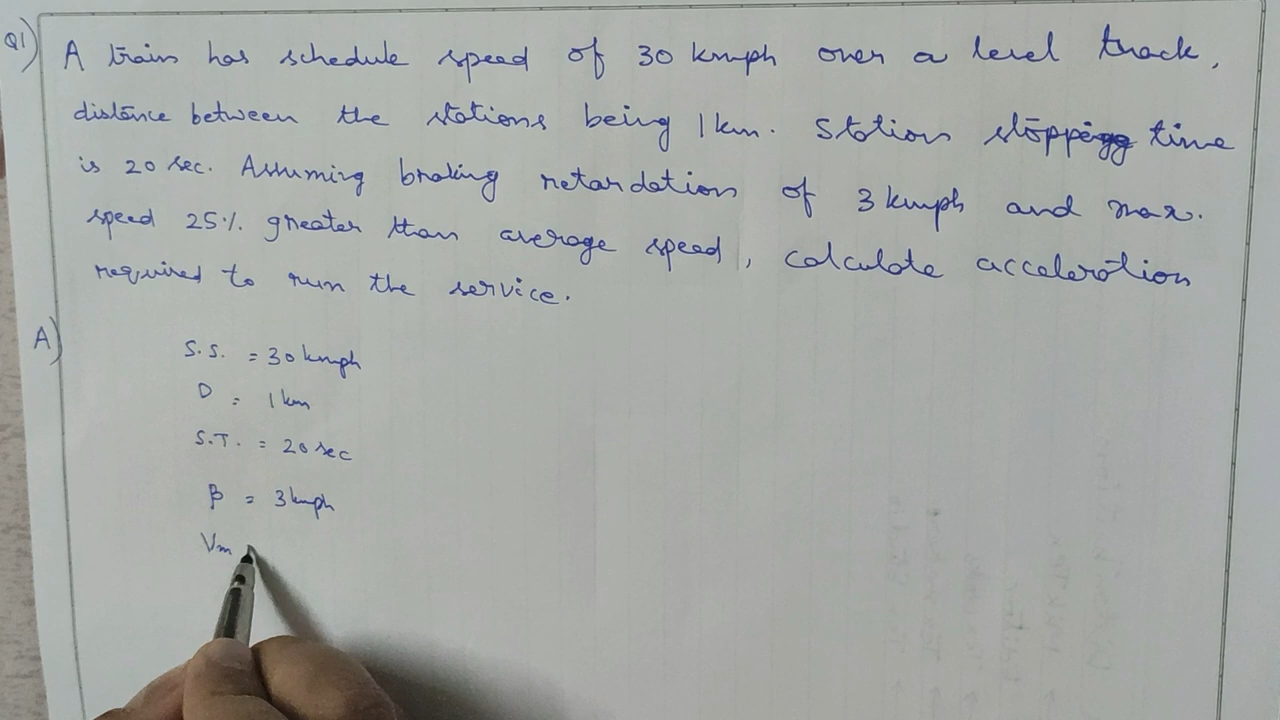 Q1) A train has schedule speed of 30 kmph over a level track,
distance between the stations being 1 km. Station stopping time
is 20 sec. Assuming braking retardation of 3 kmph and max.
speed 25% greater than average speed, calculate acceleration
required to run the service.
A)
S.S. = 30 kmph
D = 1 km
S.T. = 20 sec
β = 3 kmph
Vm